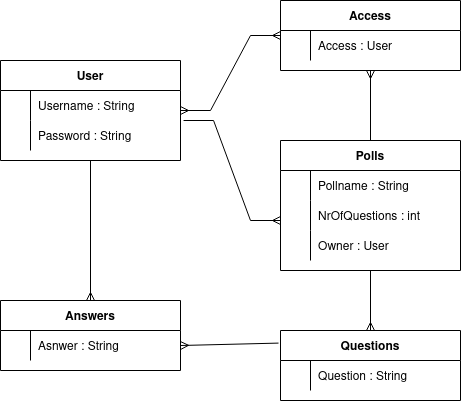 Access
Access : User
User
Username : String
Password : String
Polls
Pollname : String
NrOfQuestions : int
Owner : User
Answers
Asnwer : String
Questions
Question : String